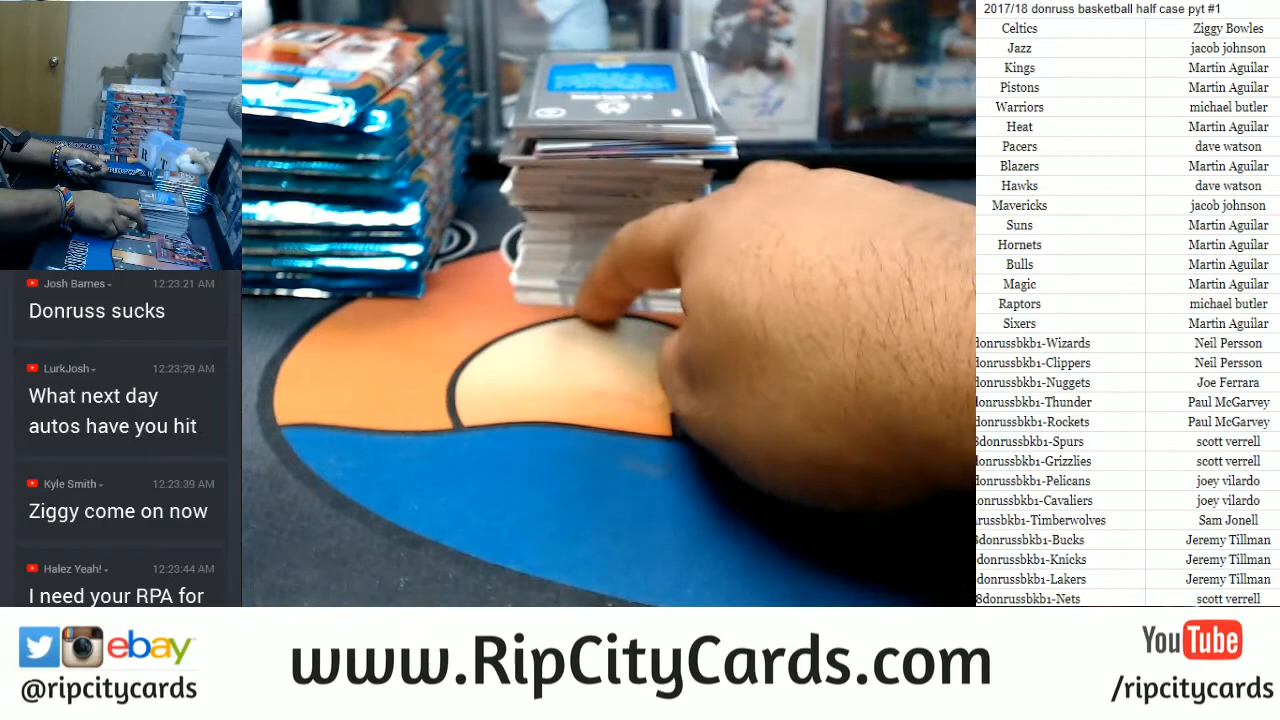 Josh Barnes 12:23:21 AM
Donruss sucks
LurkJosh 12:23:29 AM
What next day
autos have you hit
Kyle Smith 12:23:39 AM
Ziggy come on now
Halez Yeah! 12:23:44 AM
I need your RPA for
2017/18 donruss basketball half case pyt #1
Celtics Ziggy Bowles
Jazz jacob johnson
Kings Martin Aguilar
Pistons Martin Aguilar
Warriors michael butler
Heat Martin Aguilar
Pacers dave watson
Blazers Martin Aguilar
Hawks dave watson
Mavericks jacob johnson
Suns Martin Aguilar
Hornets Martin Aguilar
Bulls Martin Aguilar
Magic Martin Aguilar
Raptors michael butler
Sixers Martin Aguilar
donrussbkb1-Wizards Neil Persson
donrussbkb1-Clippers Neil Persson
donrussbkb1-Nuggets Joe Ferrara
donrussbkb1-Thunder Paul McGarvey
donrussbkb1-Rockets Paul McGarvey
8donrussbkb1-Spurs scott verrell
donrussbkb1-Grizzlies scott verrell
donrussbkb1-Pelicans joey vilardo
onrussbkb1-Cavaliers joey vilardo
russbkb1-Timberwolves Sam Jonell
8donrussbkb1-Bucks Jeremy Tillman
donrussbkb1-Knicks Jeremy Tillman
donrussbkb1-Lakers Jeremy Tillman
8donrussbkb1-Nets scott verrell
ebay
@ripcitycards
www.RipCityCards.com
YouTube
/ripcitycards